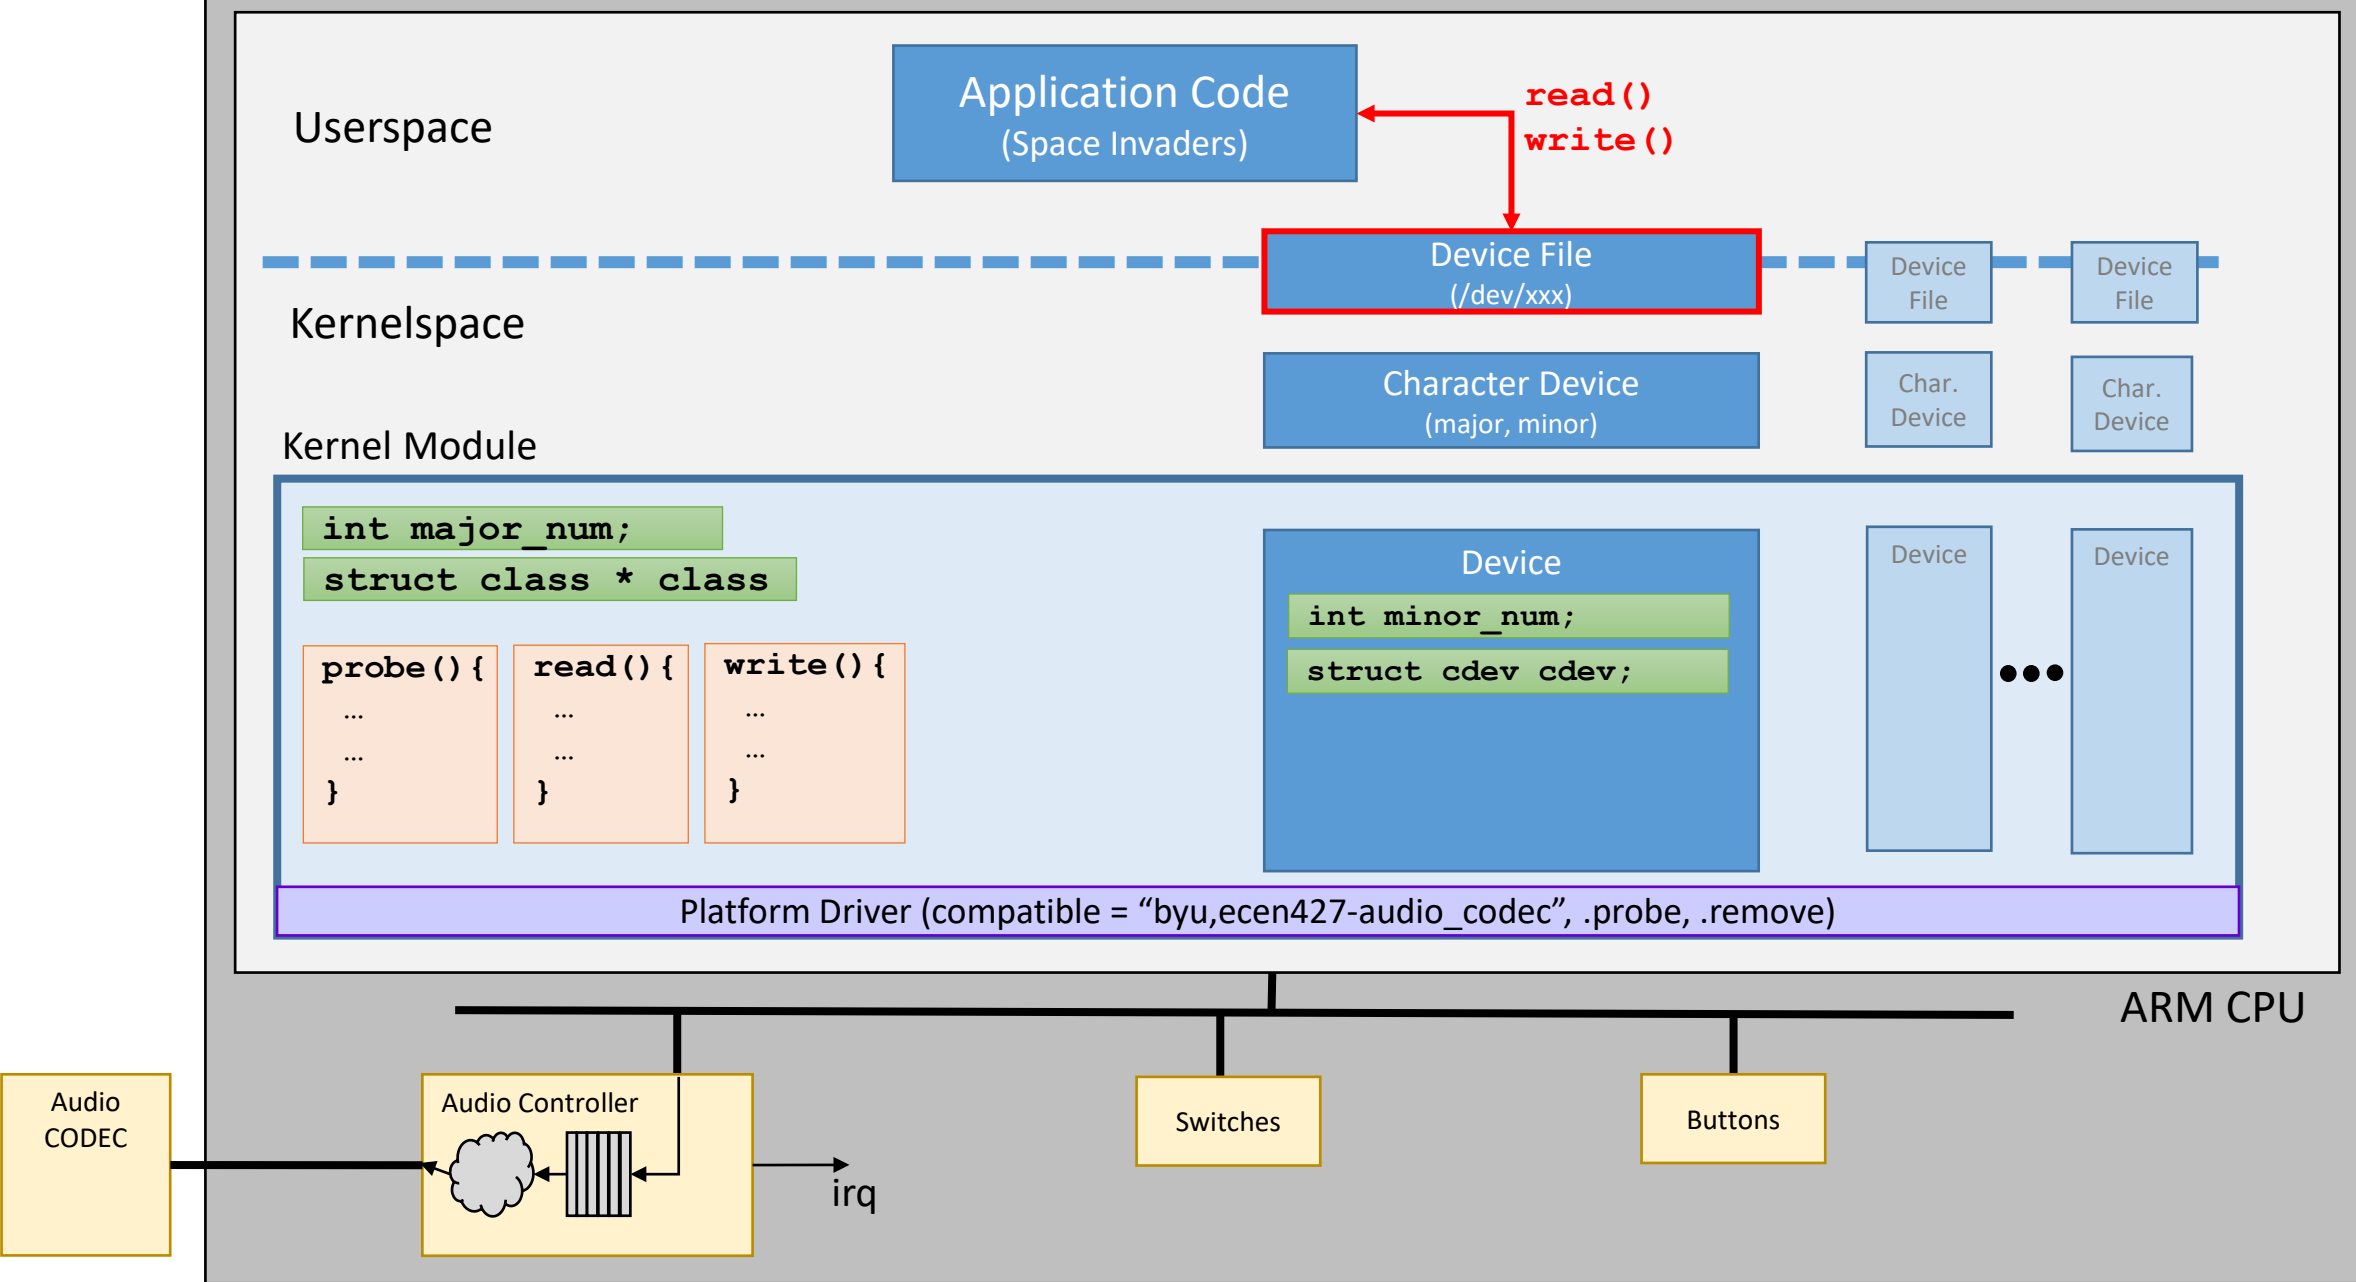 Application Code
(Space Invaders)
read()
write()
Userspace
Device File
(/dev/xxx)
Device
File
Device
File
Kernelspace
Character Device
(major, minor)
Char.
Device
Char.
Device
Kernel Module
int major_num;
struct class * class
probe(){
…
…
}
read(){
…
…
}
write(){
…
…
}
Device
int minor_num;
struct cdev cdev;
Device
Device
Platform Driver (compatible = “byu,ecen427-audio_codec”, .probe, .remove)
ARM CPU
Audio
CODEC
Audio Controller
irq
Switches
Buttons